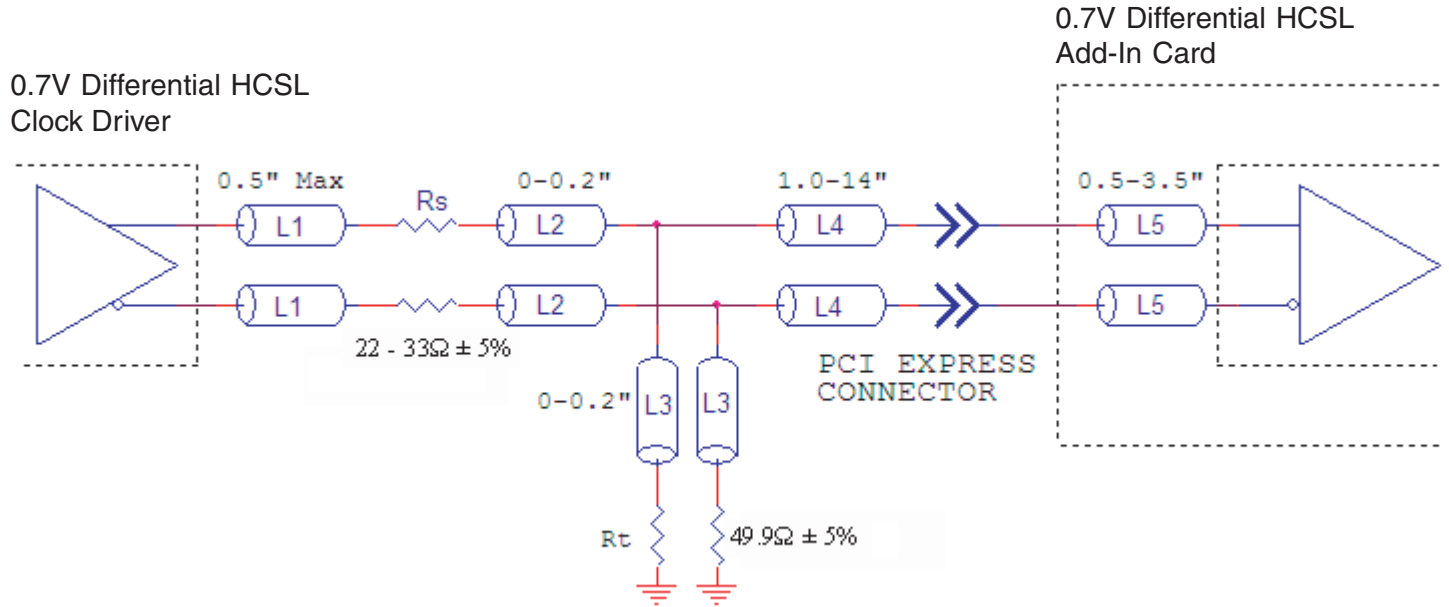 0.7V Differential HCSL
Add-In Card
0.7V Differential HCSL
Clock Driver
0.5" Max
Rs
0-0.2"
1.0-14"
0.5-3.5"
L1
L2
L4
L5
L1
L2
L4
L5
22 - 33Ω ± 5%
PCI EXPRESS
CONNECTOR
0-0.2"
L3
L3
Rt
49.9Ω ± 5%